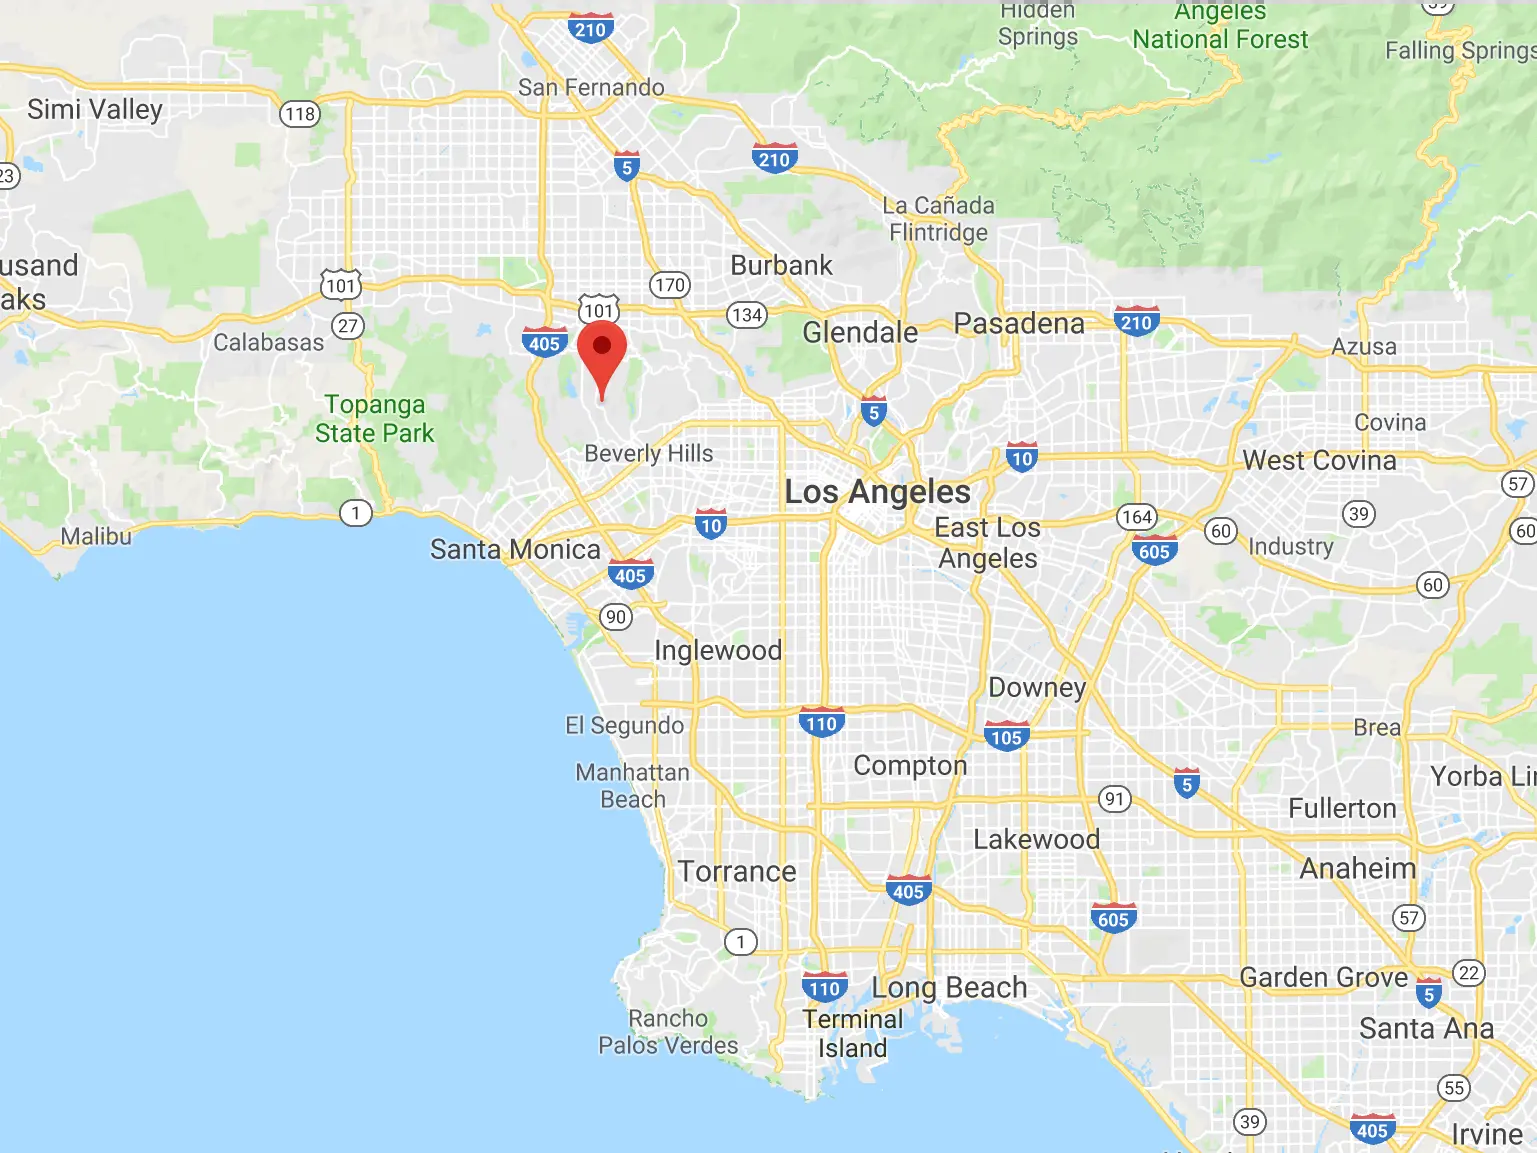 39
Hidden
Springs
Angeles
National Forest
210
Falling Springs
San Fernando
Simi Valley
118
5
210
23
La Cañada
Flintridge
usand
aks
Burbank
101
170
101
134
27
Glendale
Pasadena
210
Calabasas
405
Azusa
Topanga
State Park
5
Covina
Beverly Hills
10
West Covina
57
Los Angeles
1
10
164
39
Malibu
East Los
Angeles
60
60
Santa Monica
605
Industry
405
60
90
Inglewood
Downey
El Segundo
110
105
Brea
Manhattan
Beach
Compton
5
91
Yorba Lin
Fullerton
Lakewood
Torrance
Anaheim
405
605
57
1
110
Long Beach
Garden Grove
22
5
Rancho
Palos Verdes
Terminal
Island
Santa Ana
55
39
405
Irvine